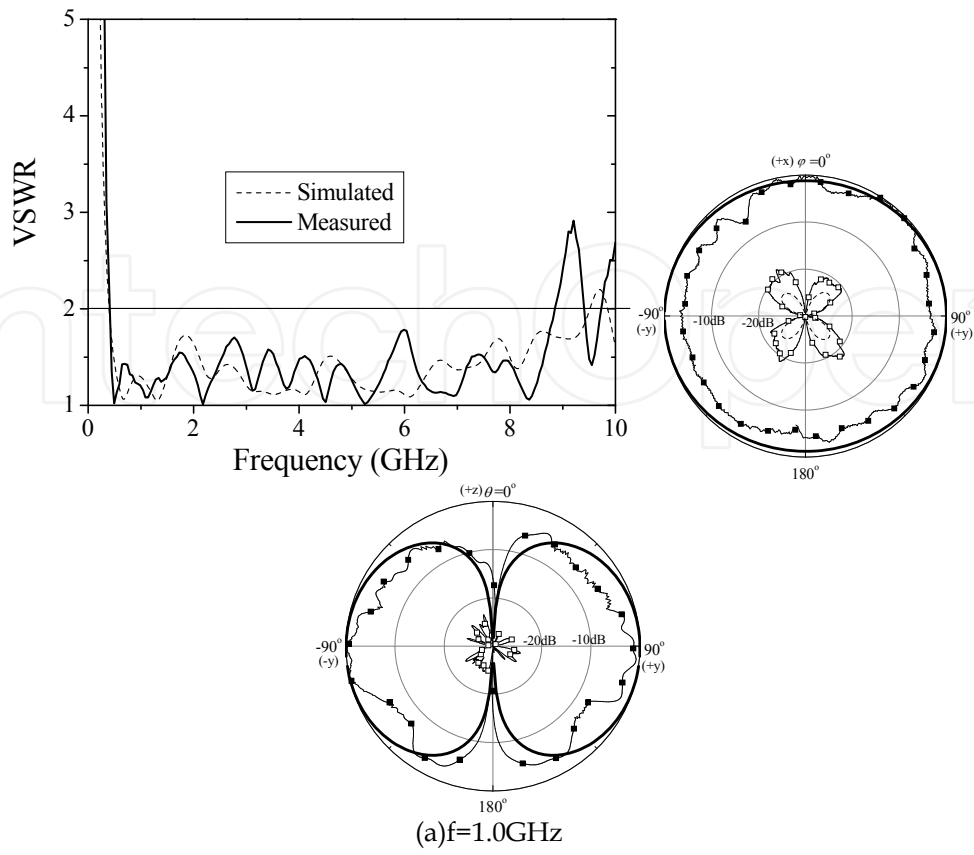 5
4
3
2
1
VSWR
Simulated
Measured
0 2 4 6 8 10
Frequency (GHz)
(+x) φ=0°
-90°
(-y)
-10dB
-20dB
90°
(+y)
180°
(+z) θ=0°
-90°
(-y)
-20dB
-10dB
90°
(+y)
180°
(a)f=1.0GHz
ntechOpen